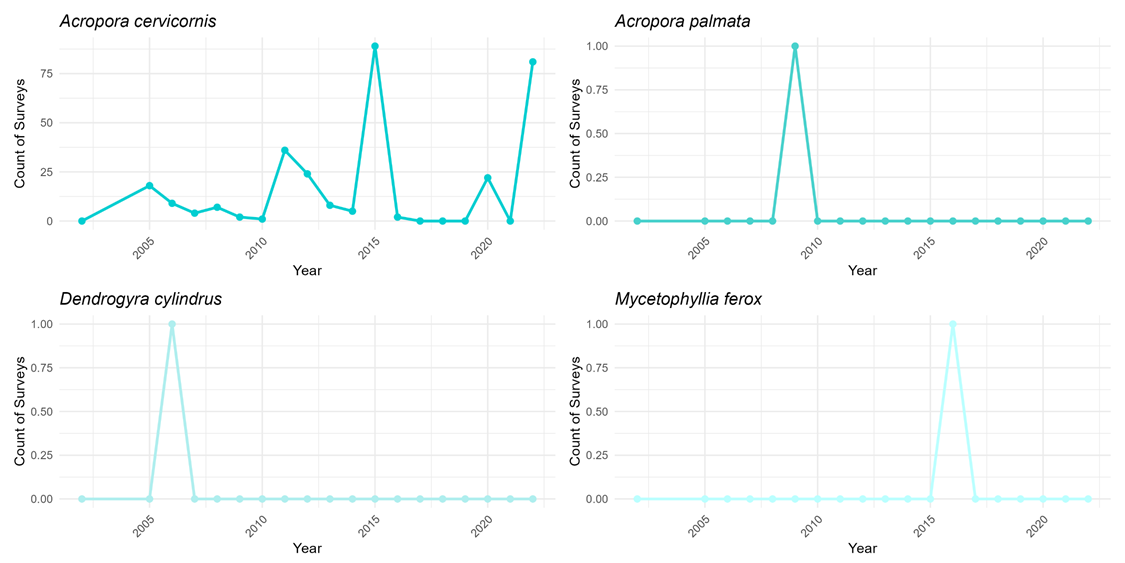 Acropora cervicornis
Count of Surveys
75
50
25
0
2005
2010
2015
2020
Year
Acropora palmata
Count of Surveys
1.00
0.75
0.50
0.25
0.00
2005
2010
2015
2020
Year
Dendrogyra cylindrus
Count of Surveys
1.00
0.75
0.50
0.25
0.00
2005
2010
2015
2020
Year
Mycetophyllia ferox
Count of Surveys
1.00
0.75
0.50
0.25
0.00
2005
2010
2015
2020
Year